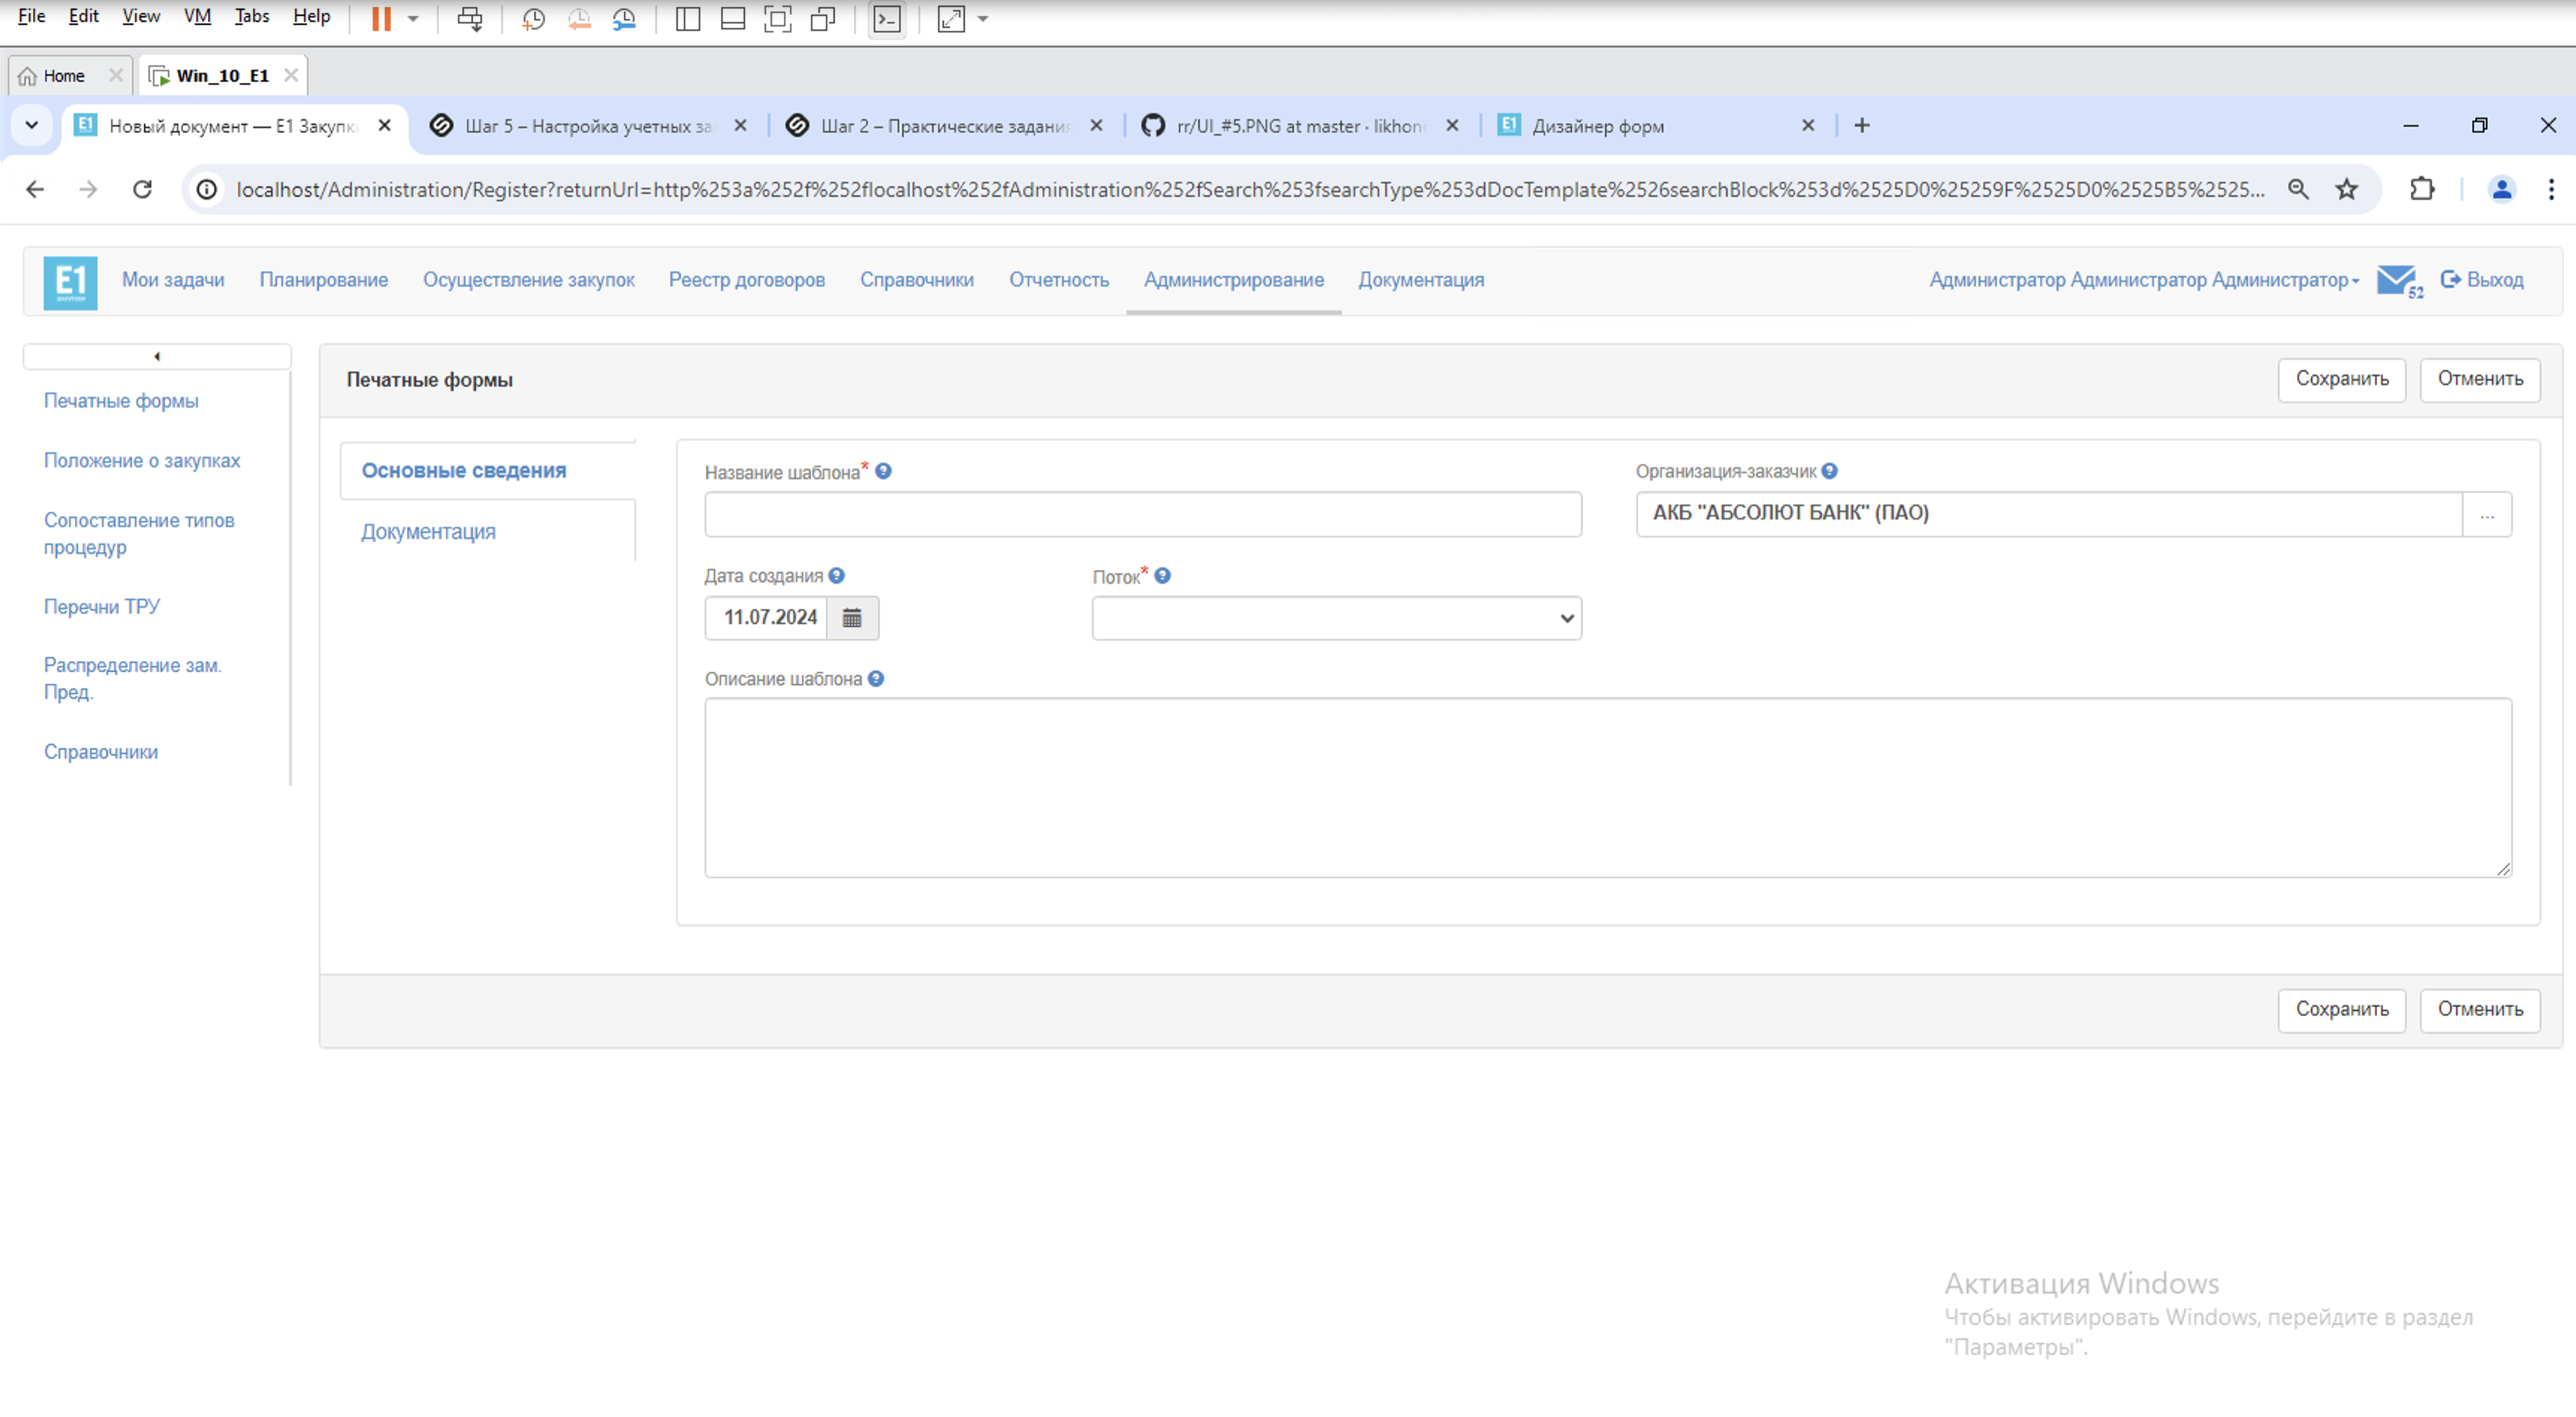 File Edit View VM Tabs Help
Home Win_10_E1
E1 Новый документ — Е1 Закупк Шаг 5 – Настройка учетных за Шаг 2 – Практические задания rr/UI_#5.PNG at master · likhono E1 Дизайнер форм
localhost/Administration/Register?returnUrl=http%253a%252f%252flocalhost%252fAdministration%252fSearch%253fsearchType%253dDocTemplate%2526searchBlock%253d%2525D0%25259F%2525D0%2525B5%2525...
E1 Мои задачи Планирование Осуществление закупок Реестр договоров Справочники Отчетность Администрирование Документация Администратор Администратор Администратор 52 Выход
Печатные формы
Положение о закупках
Сопоставление типов
процедур
Перечни ТРУ
Распределение зам.
Пред.
Справочники
Печатные формы Сохранить Отменить
Основные сведения
Документация
Название шаблона* Организация-заказчик
АКБ "АБСОЛЮТ БАНК" (ПАО) ...
Дата создания Поток*
11.07.2024
Описание шаблона
Сохранить Отменить
Активация Windows
Чтобы активировать Windows, перейдите в раздел
"Параметры".